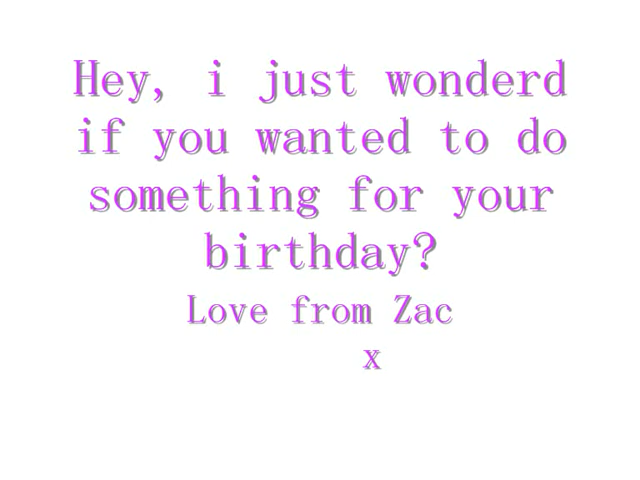 Hey, i just wonderd
if you wanted to do
something for your
birthday?
Love from Zac
x